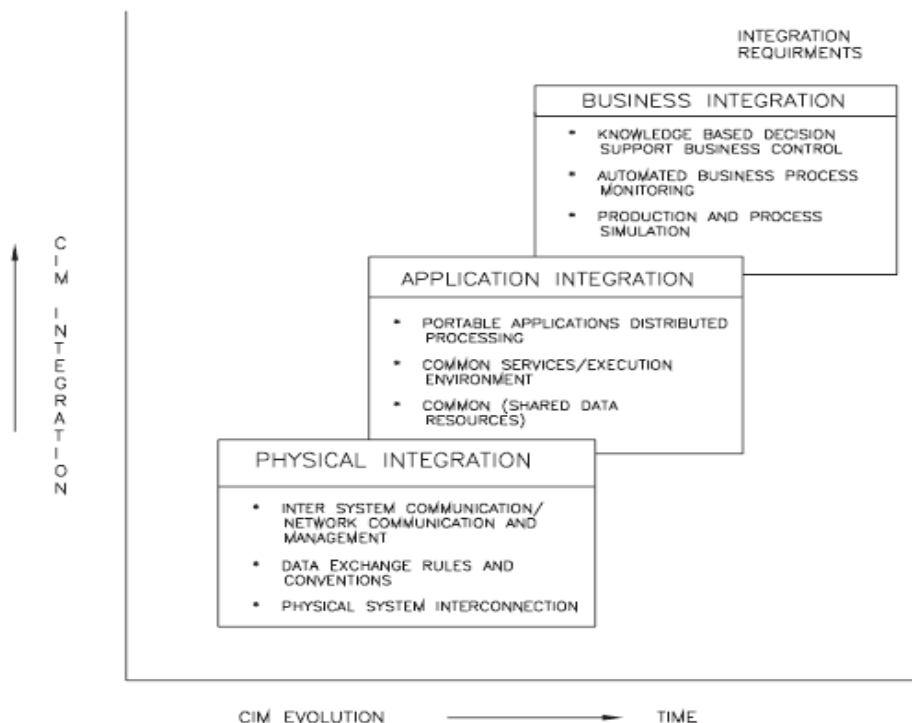 INTEGRATION
REQUIRMENTS
BUSINESS INTEGRATION
* KNOWLEDGE BASED DECISION
SUPPORT BUSINESS CONTROL
* AUTOMATED BUSINESS PROCESS
MONITORING
* PRODUCTION AND PROCESS
SIMULATION
CIM INTEGRATION
APPLICATION INTEGRATION
* PORTABLE APPLICATIONS DISTRIBUTED
PROCESSING
* COMMON SERVICES/EXECUTION
ENVIRONMENT
* COMMON (SHARED DATA
RESOURCES)
PHYSICAL INTEGRATION
* INTER SYSTEM COMMUNICATION/
NETWORK COMMUNICATION AND
MANAGEMENT
* DATA EXCHANGE RULES AND
CONVENTIONS
* PHYSICAL SYSTEM INTERCONNECTION
CIM EVOLUTION TIME